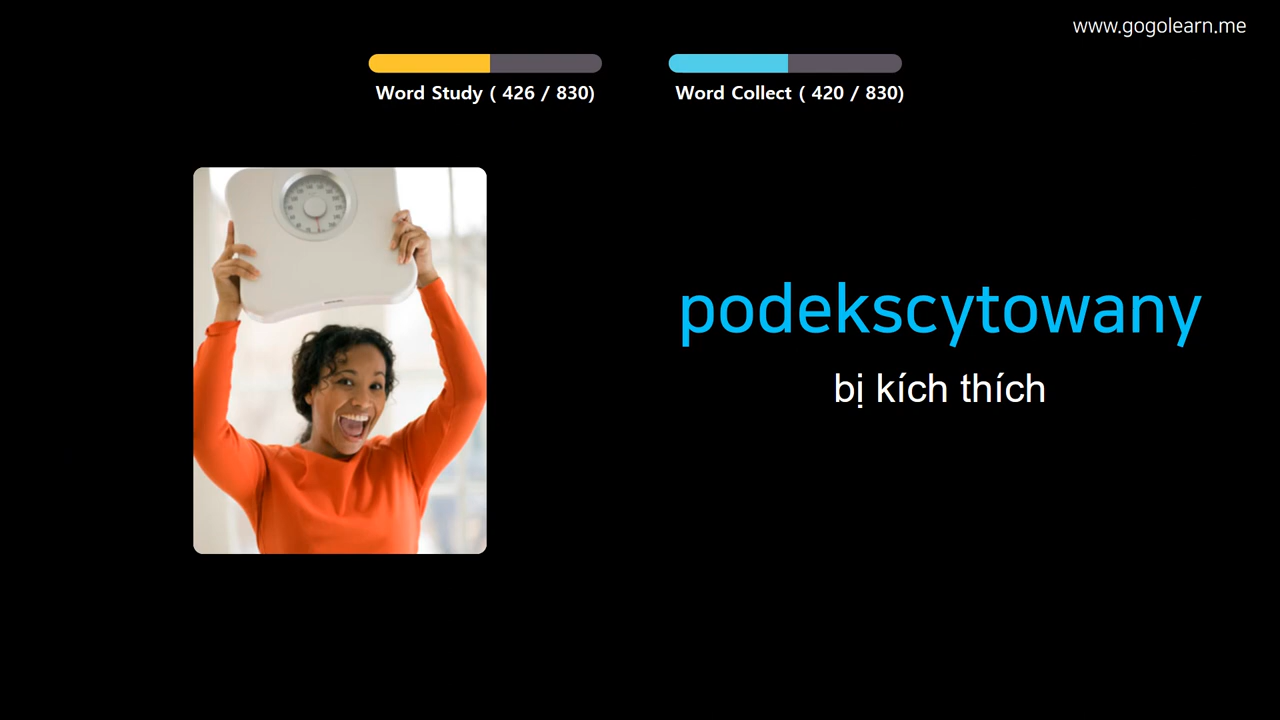 www.gogolearn.me
Word Study ( 426 / 830)
Word Collect ( 420 / 830)
podekscytowany
bị kích thích